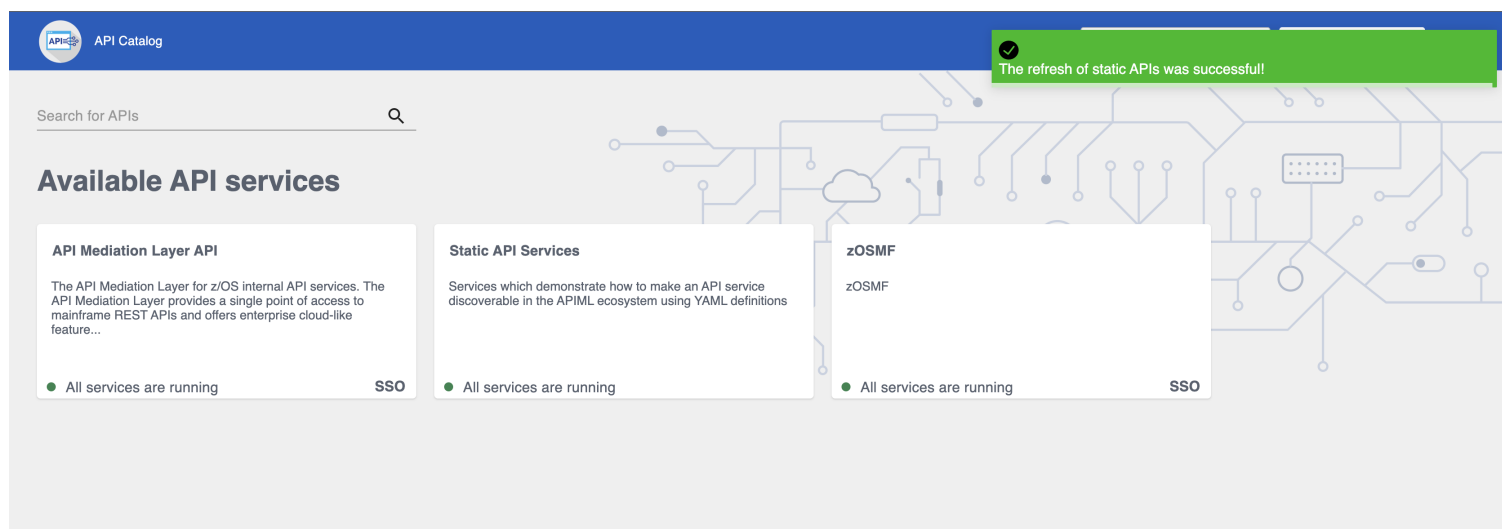 API
API Catalog
The refresh of static APIs was successful!
Search for APIs
Available API services
API Mediation Layer API
The API Mediation Layer for z/OS internal API services. The
API Mediation Layer provides a single point of access to
mainframe REST APIs and offers enterprise cloud-like
feature...
All services are running
SSO
Static API Services
Services which demonstrate how to make an API service
discoverable in the APIML ecosystem using YAML definitions
All services are running
zOSMF
zOSMF
All services are running
SSO